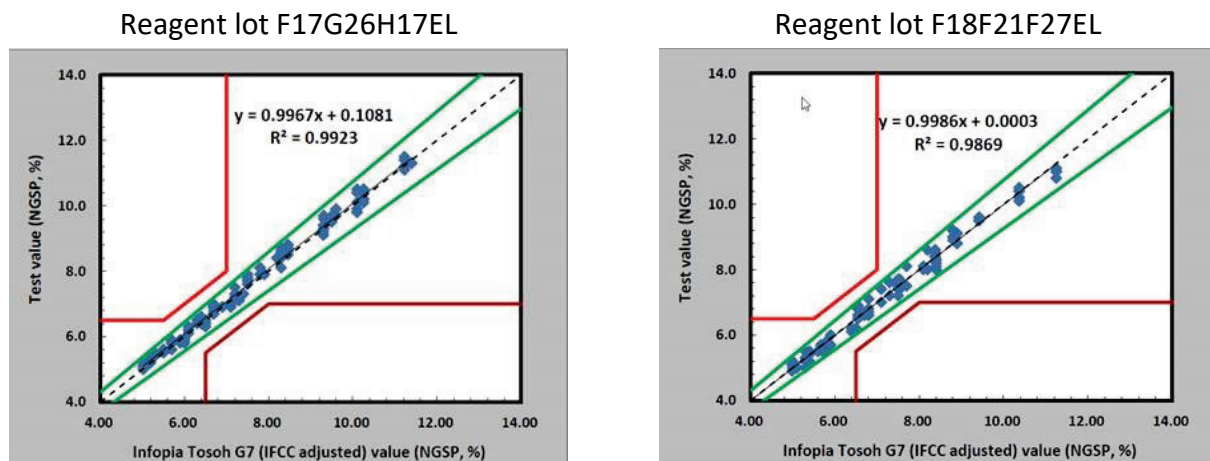 Reagent lot F17G26H17EL
14.0
12.0
10.0
8.0
6.0
4.0
4.00 6.00 8.00 10.00 12.00 14.00
Test value (NGSP, %)
y = 0.9967x + 0.1081
R² = 0.9923
Infopia Tosoh G7 (IFCC adjusted) value (NGSP, %)
Reagent lot F18F21F27EL
14.0
12.0
10.0
8.0
6.0
4.0
4.00 6.00 8.00 10.00 12.00 14.00
Test value (NGSP, %)
y = 0.9986x + 0.0003
R² = 0.9869
Infopia Tosoh G7 (IFCC adjusted) value (NGSP, %)